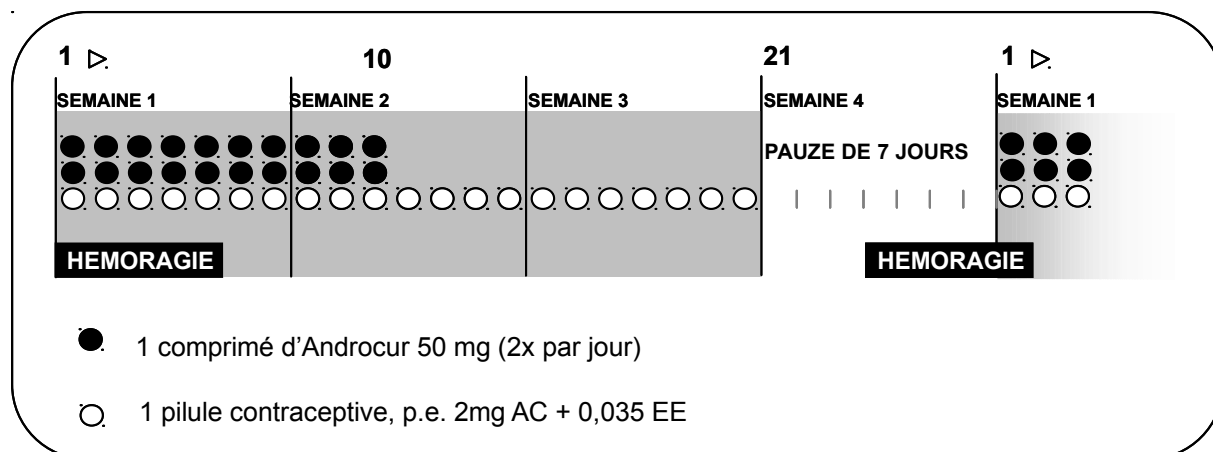 1 10 21 1
SEMAINE 1 SEMAINE 2 SEMAINE 3 SEMAINE 4 SEMAINE 1
PAUZE DE 7 JOURS
HEMORAGIE HEMORAGIE
1 comprimé d’Androcur 50 mg (2x par jour)
1 pilule contraceptive, p.e. 2mg AC + 0,035 EE